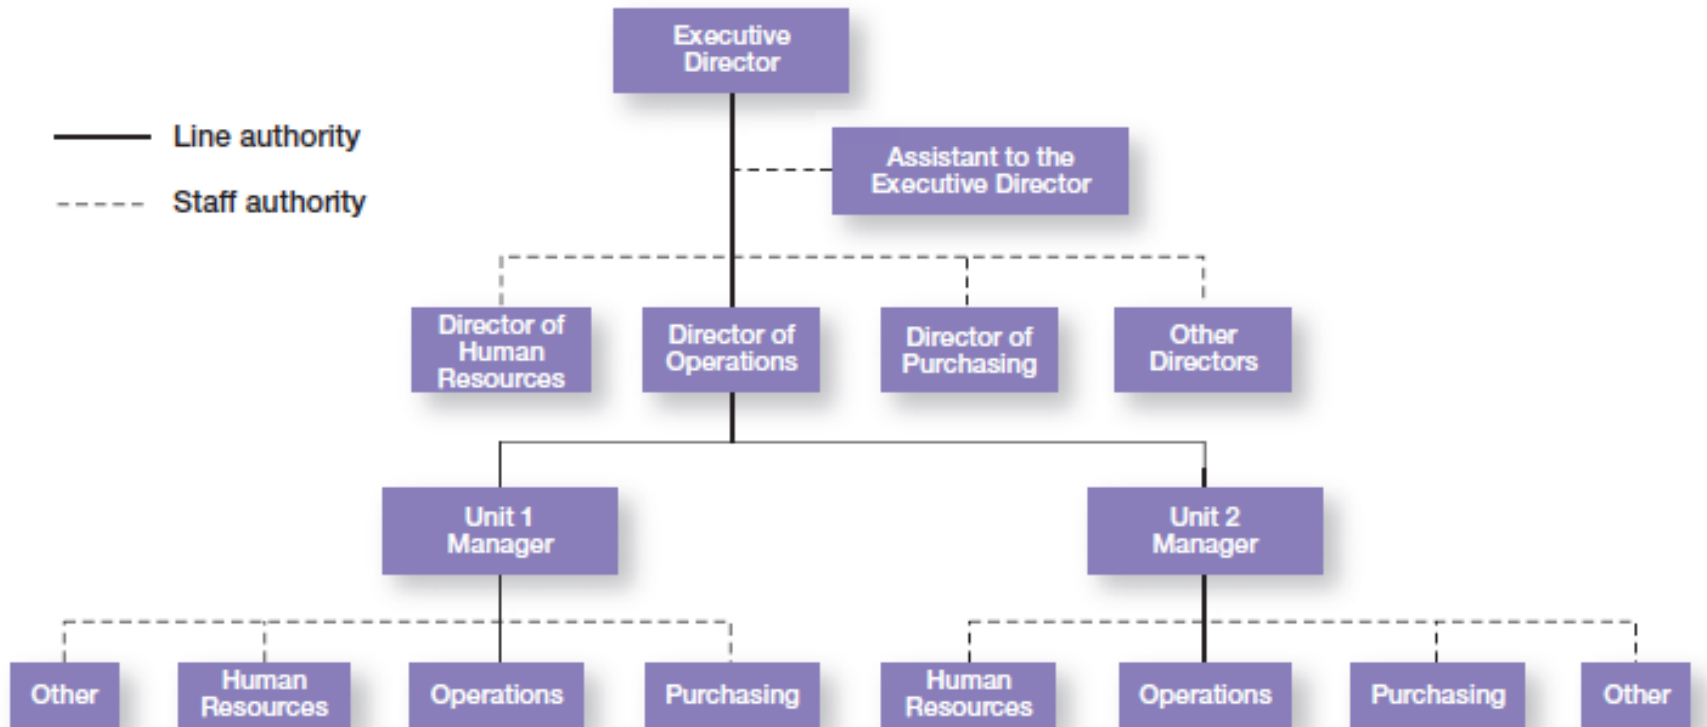 Executive
Director
Line authority
Assistant to the
Executive Director
Staff authority
Director of
Human
Resources
Director of
Operations
Director of
Purchasing
Other
Directors
Unit 1
Manager
Unit 2
Manager
Other
Human
Resources
Operations
Purchasing
Human
Resources
Operations
Purchasing
Other